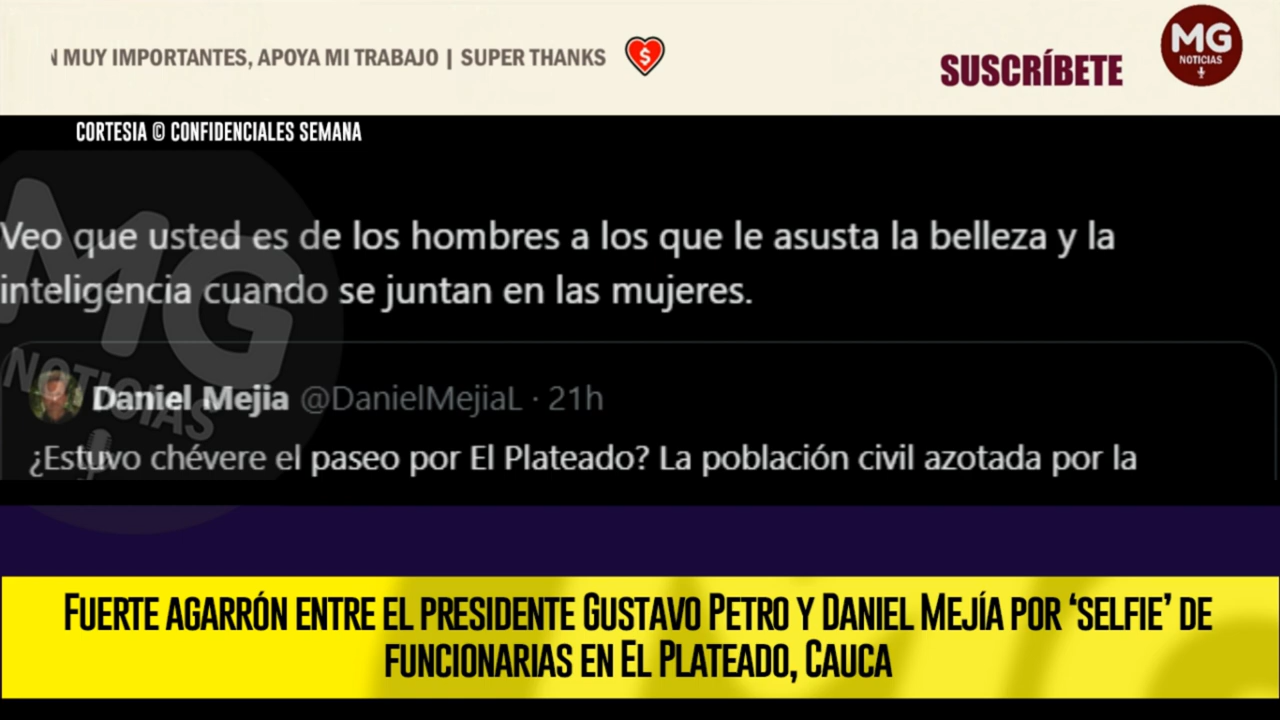 N MUY IMPORTANTES, APOYA MI TRABAJO | SUPER THANKS
SUSCRÍBETE
MG
NOTICIAS
CORTESIA © CONFIDENCIALES SEMANA
Veo que usted es de los hombres a los que le asusta la belleza y la
inteligencia cuando se juntan en las mujeres.
MG
NOTICIAS
Daniel Mejia @DanielMejiaL · 21h
¿Estuvo chévere el paseo por El Plateado? La población civil azotada por la
FUERTE AGARRÓN ENTRE EL PRESIDENTE GUSTAVO PETRO Y DANIEL MEJÍA POR ‘SELFIE’ DE
FUNCIONARIAS EN EL PLATEADO, CAUCA